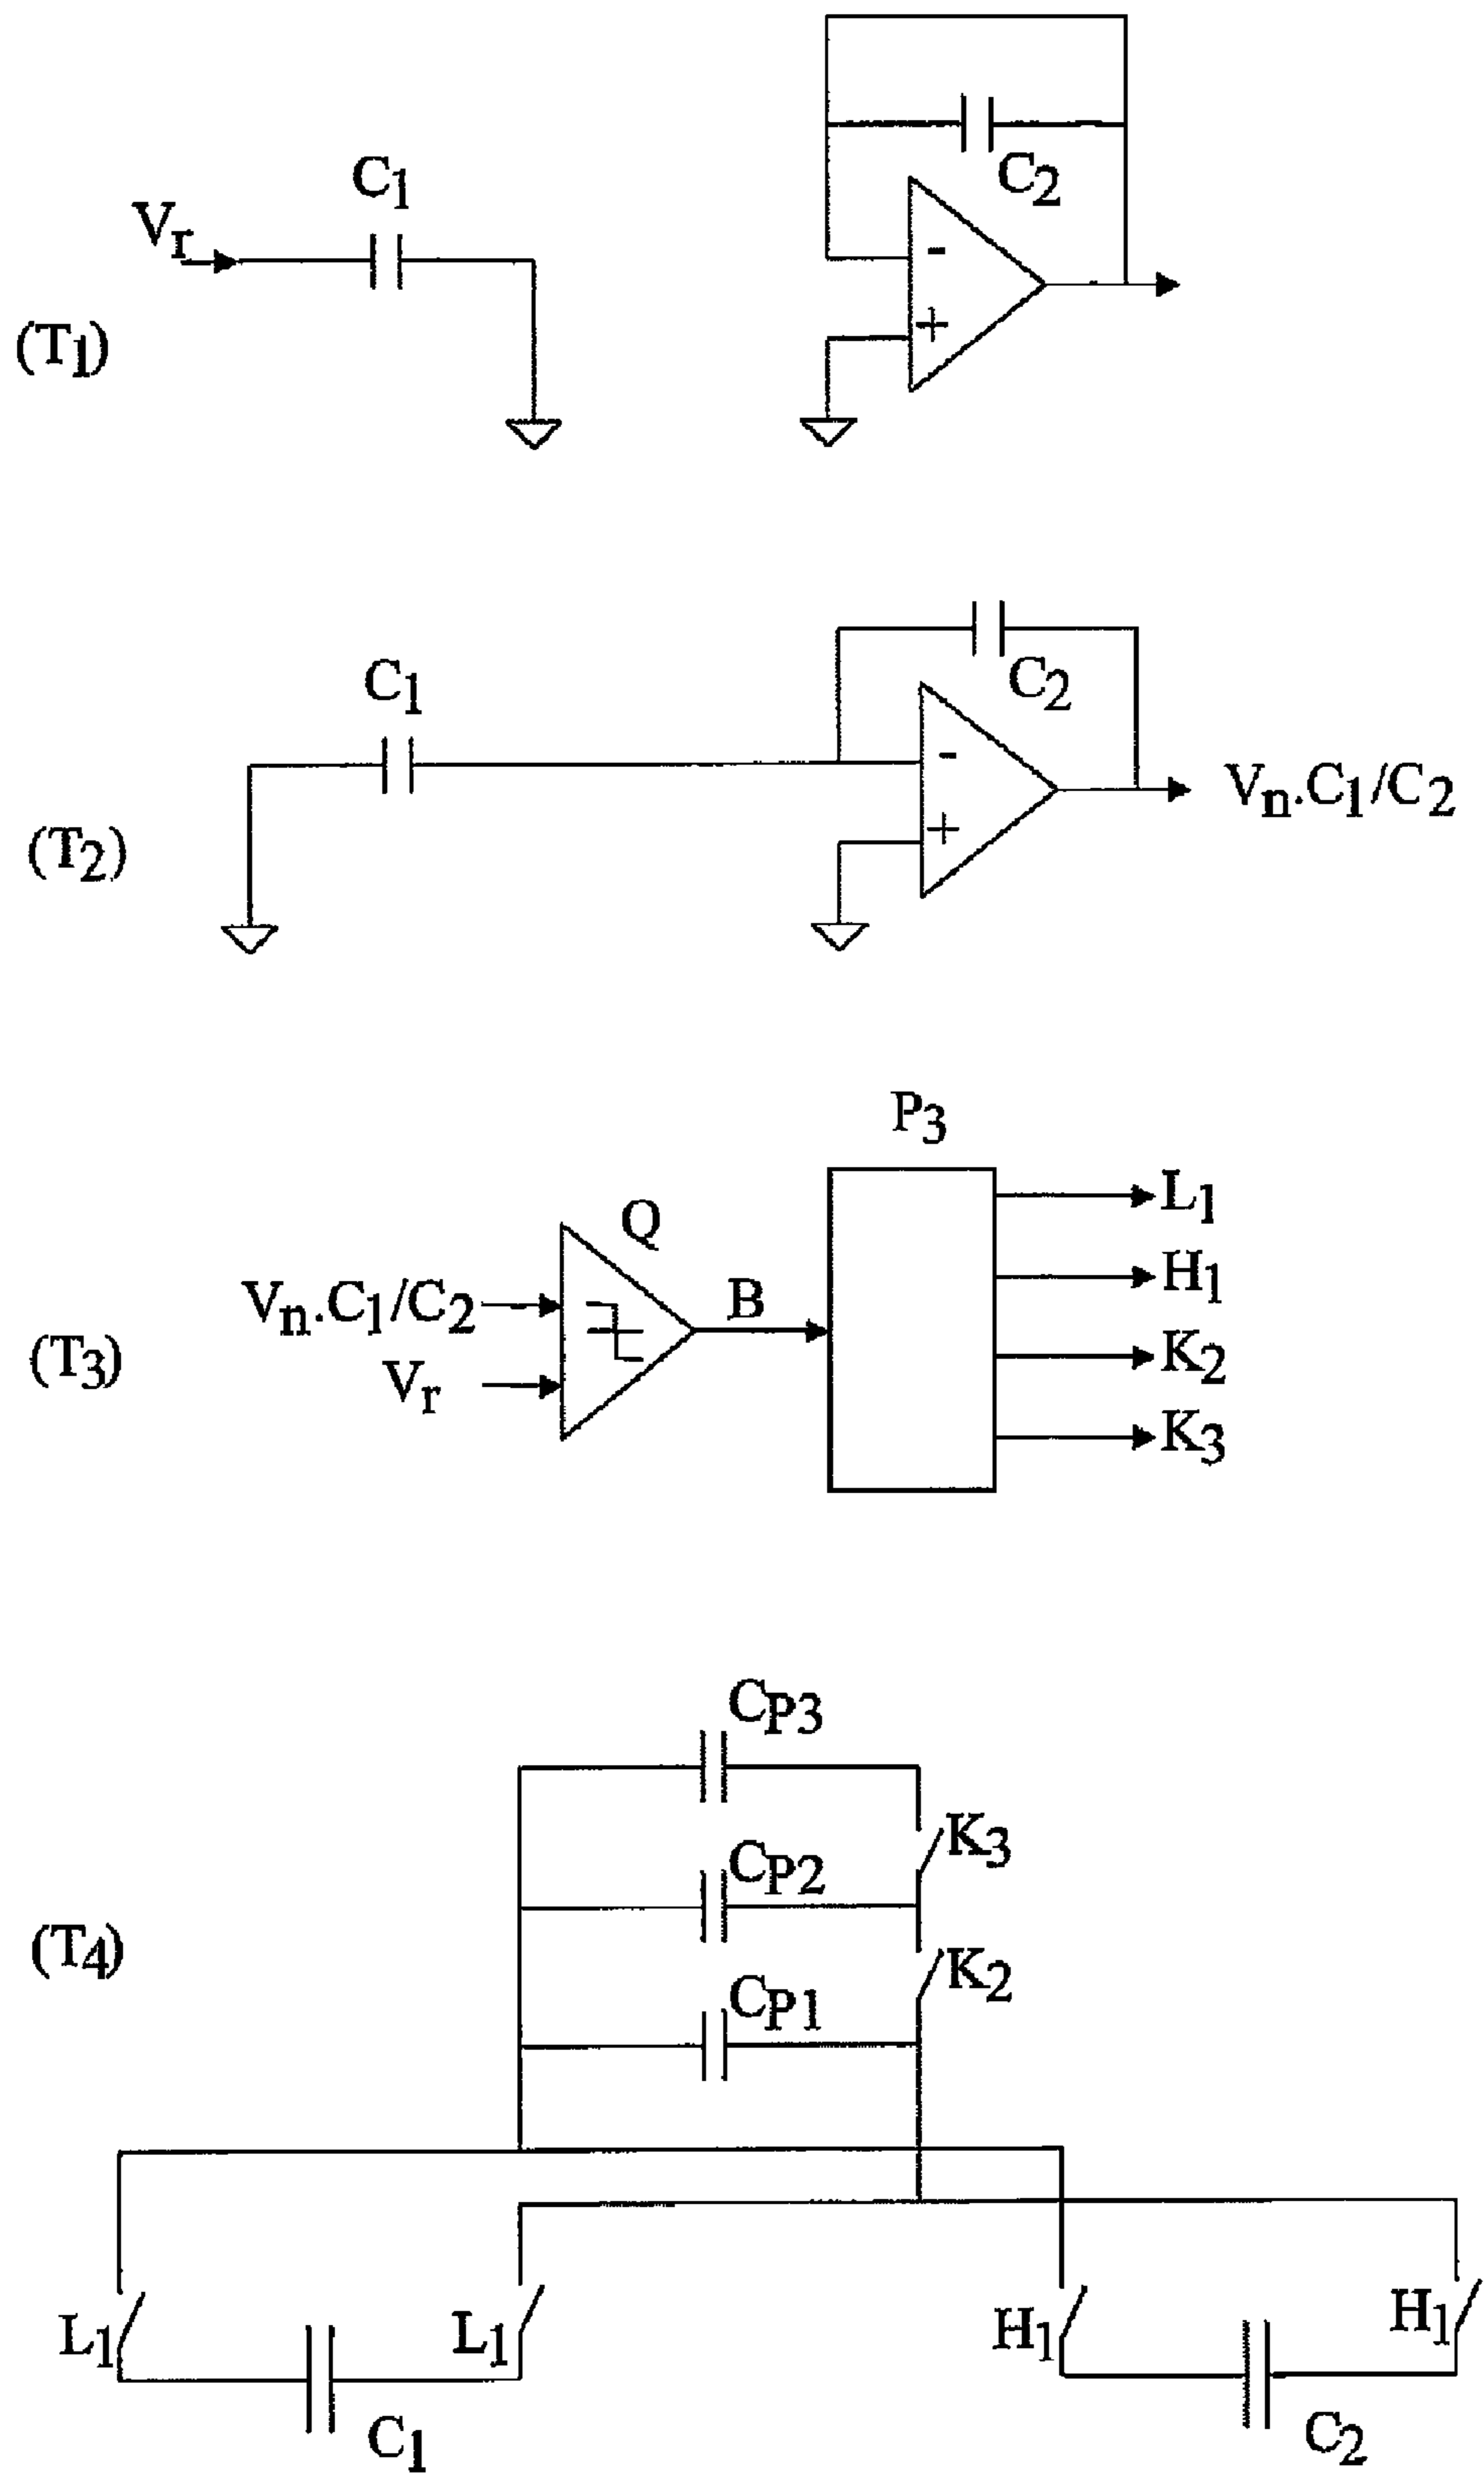 C1
Vr
C2
-
+
(T1)
C1
C2
-
+
Vn.C1/C2
(T2)
P3
Q
L1
Vn.C1/C2
B
H1
Vr
K2
(T3)
K3
CP3
K3
CP2
(T4)
K2
CP1
L1
L1
H1
H1
C1
C2